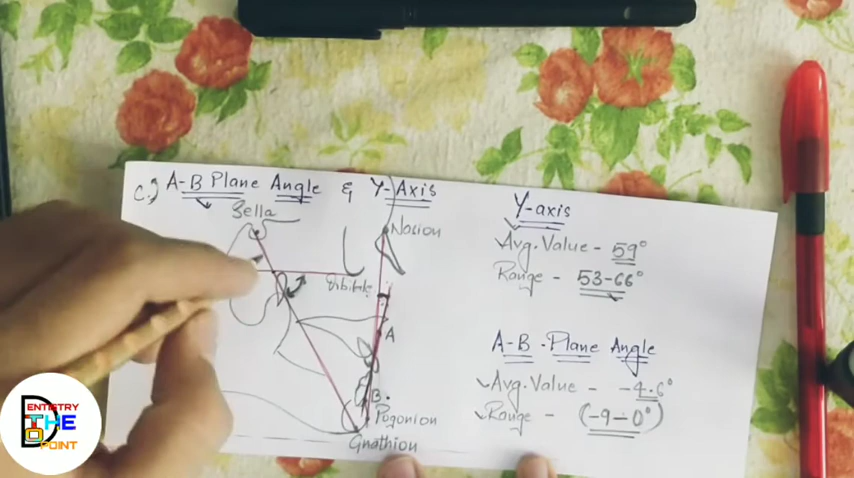 c.) A-B Plane Angle & Y-Axis
Sella
Nasion
Orbitale
A
B.
Pogonion
Gnathion
Y-axis
Avg. Value - 59°
Range - 53-66°
A-B - Plane Angle
Avg. Value - -4.6°
Range - (-9-0°)
DENTISTRY
THE
TO
POINT